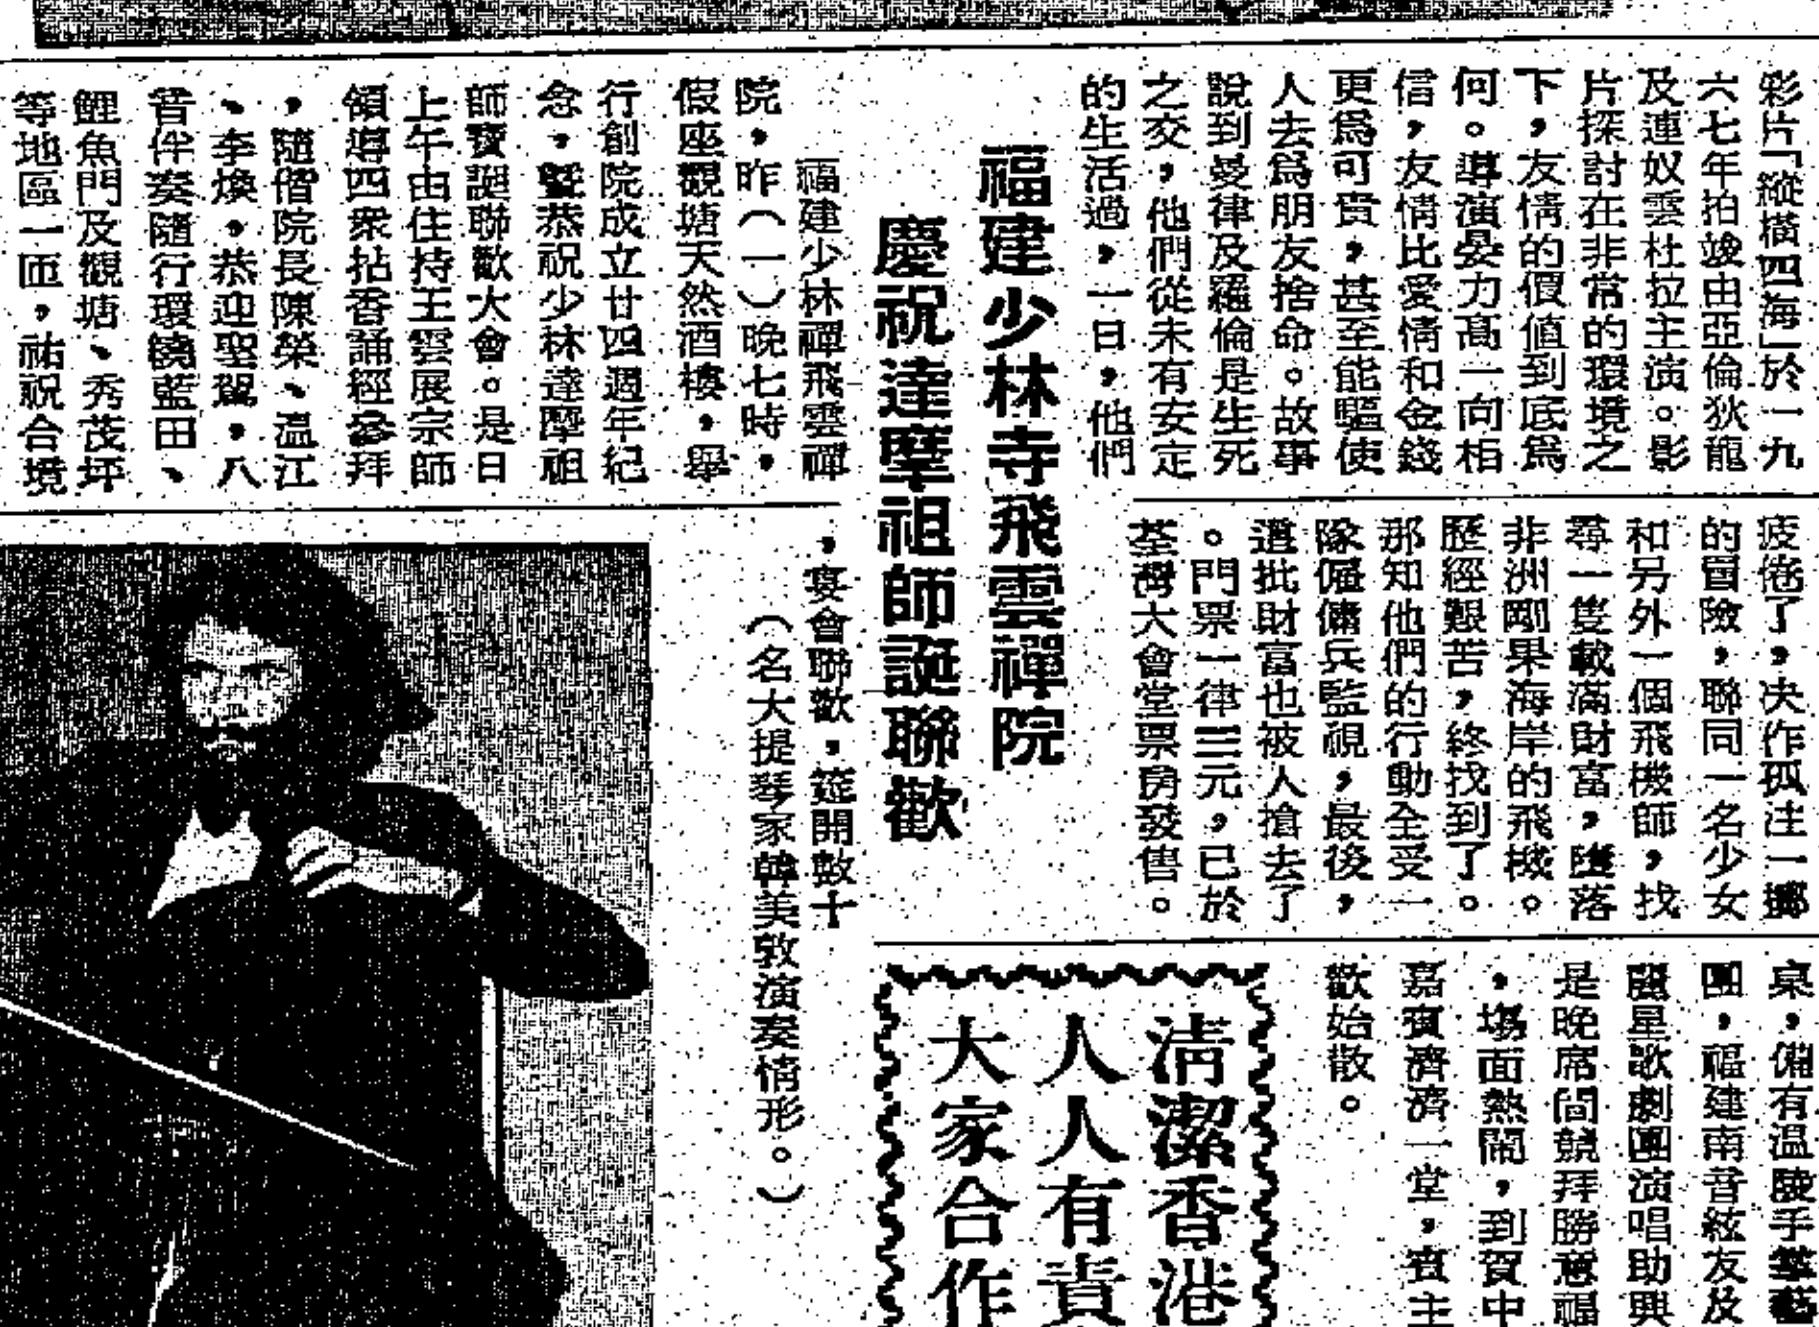 彩片「縱橫四海」於一九
六七年拍竣由亞倫狄龍
及連奴雲杜拉主演。影
片探討在非常的環境之
下，友情的價值到底爲
何。導演晏力高一向相
信，友情比愛情和金錢
更爲可貴，甚至能驅使
人去爲朋友捨命。故事
說到曼律及羅倫是生死
之交，他們從未有安定
的生活過，一日，他們
疲倦了，決作孤注一擲
的冒險，聯同一名少女
和另外一個飛機師，找
尋一隻載滿財富，墮落
非洲剛果海岸的飛機。
歷經艱苦，終找到了。
那知他們的行動全受一
隊僱傭兵監視，最後，
這批財富也被人搶去了
。門票一律三元，已於
荃灣大會堂票房發售。
福建少林寺飛雲禪院
慶祝達摩祖師誕聯歡
福建少林禪飛雲禪
院，昨（一）晚七時，
假座觀塘天然酒樓，舉
行創院成立廿四週年紀
念，曁恭祝少林達摩祖
師寶誕聯歡大會。是日
上午由住持王雲展宗師
領導四衆拈香誦經參拜
，隨偕院長陳榮、溫江
、李煥，恭迎聖駕，八
音伴奏隨行環繞藍田、
鯉魚門及觀塘、秀茂坪
等地區一匝，祐祝合境
，宴會聯歡，筵開數十
桌，備有溫陵手擎藝
團，福建南音絃友及
麗星歌劇團演唱助興
是晚席間競拜勝意福
，場面熱鬧，到賀中
嘉賓濟濟一堂，賓主
歡始散。
（名大提琴家韓美敦演奏情形。）
清潔香港
人人有責
大家合作